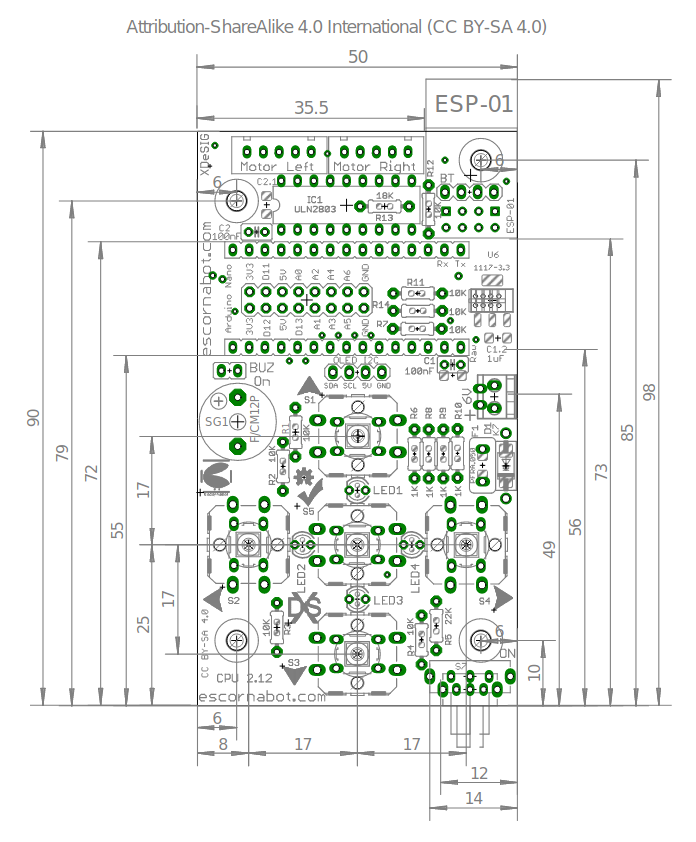 Attribution-ShareAlike 4.0 International (CC BY-SA 4.0)
50
ESP-01
35.5
XDeSIG
Motor Left
Motor Right
R12
6
C2.1
6
BT
IC1
ULN2803
18K
R13
10K
ESP-01
C2
100nF
Rx Tx
U6
1117-3.3
escornabot.com
Arduino Nano
3V3
D11
5V
A0
A2
A4
A6
GND
R11
10K
R14
10K
R7
10K
3V3
D12
5V
D13
A1
A3
A5
GND
C1.2
1uF
OLED I2C
C1
100nF
Rau
BUZ
On
SDA SCL 5V GND
S1
6V
SG1
F/CM12P
R1
10K
R6
R8
R9
R10
F1
D1
10K
R2
1K
1K
1K
1K
LED1
S5
LED2
LED4
S2
LED3
S4
CC BY-SA 4.0
10K
R3
DXS
10K
R4
22K
R5
6
ON
S3
S7
CPU 2.12
escornabot.com
90
79
72
55
17
25
17
98
85
73
56
49
10
6
8
17
17
12
14